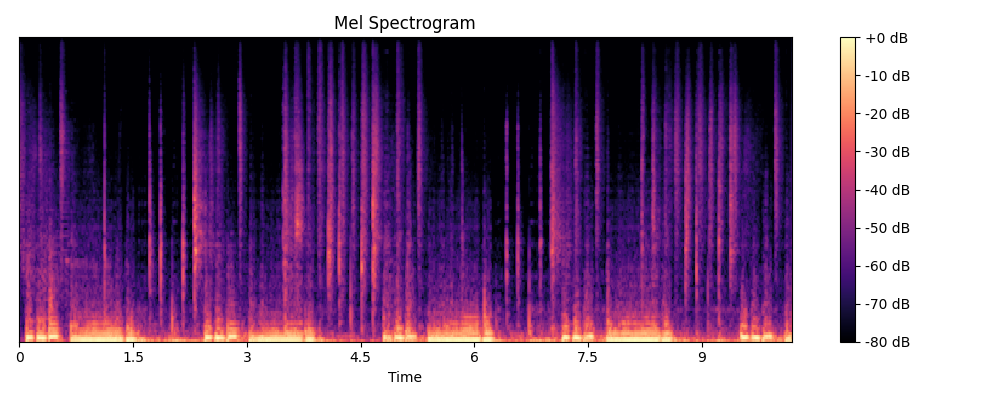 Mel Spectrogram
+0 dB
-10 dB
-20 dB
-30 dB
-40 dB
-50 dB
-60 dB
-70 dB
-80 dB
0 1.5 3 4.5 6 7.5 9
Time